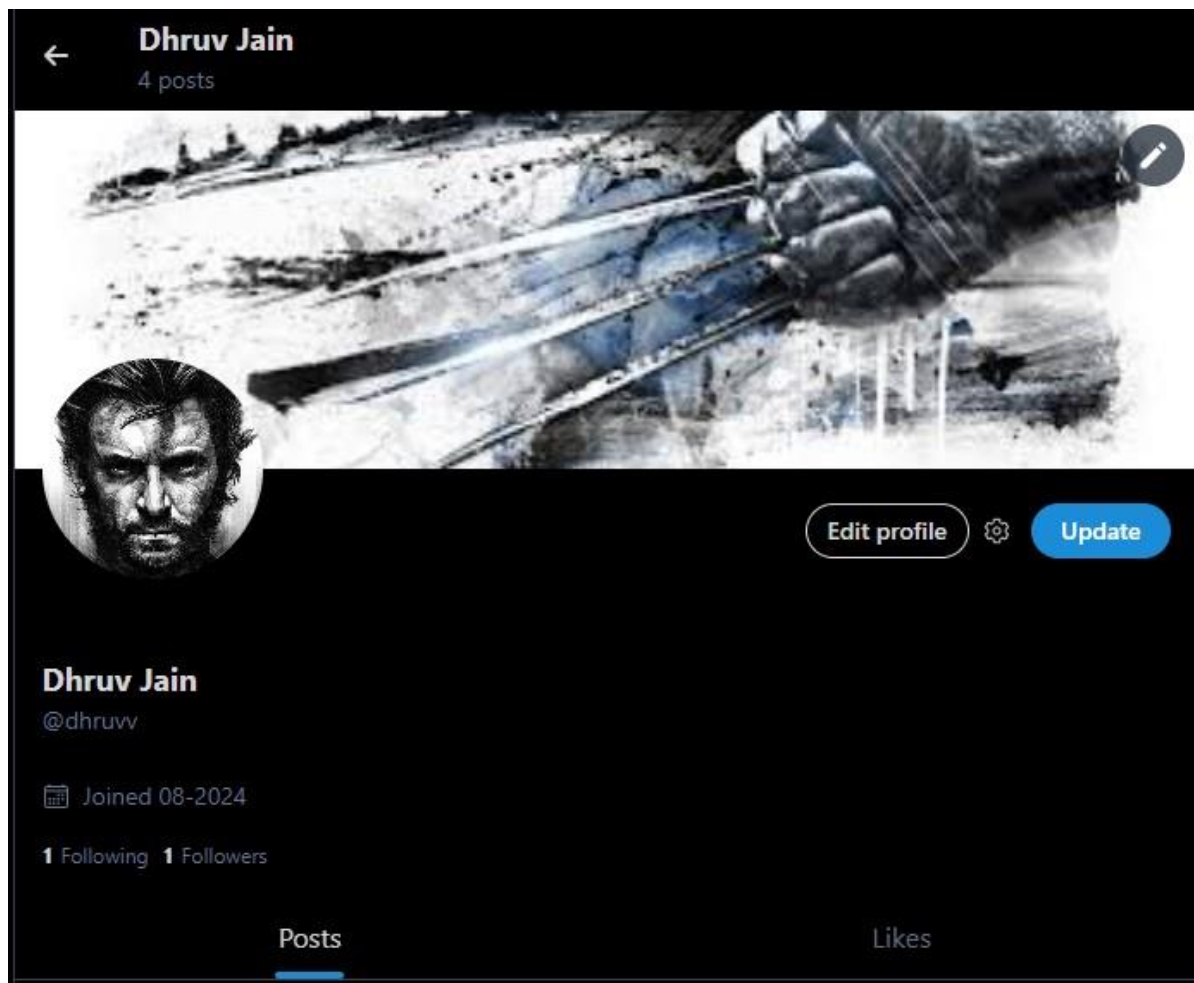 Dhruv Jain
4 posts
Edit profile
Update
Dhruv Jain
@dhruvv
Joined 08-2024
1 Following 1 Followers
Posts Likes